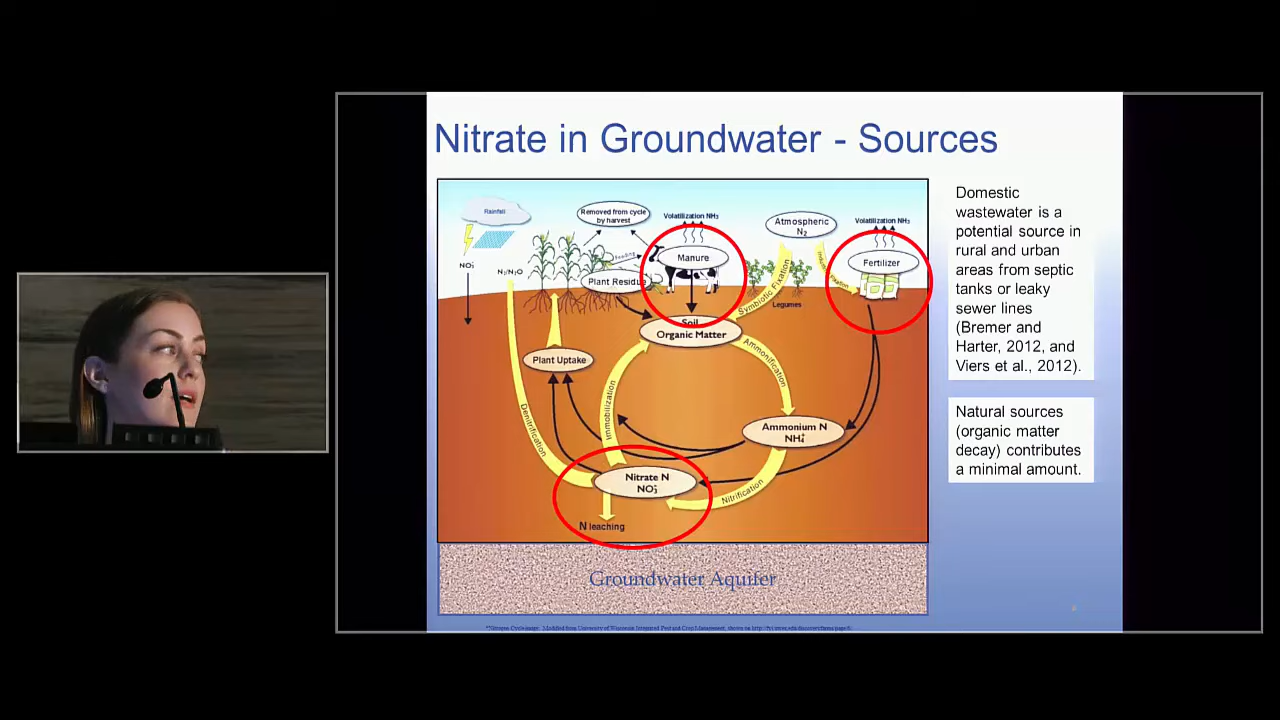 Nitrate in Groundwater - Sources
Rainfall
Removed from cycle
by harvest
Volatilization NH₃
Atmospheric
N₂
Volatilization NH₃
Manure
Fertilizer
NO₃⁻
N₂/N₂O
Feeding
Plant Residue
Symbiotic Fixation
Industrial Fixation
Legumes
Soil
Organic Matter
Plant Uptake
Ammonification
Immobilization
Denitrification
Ammonium N
NH₄⁺
Nitrate N
NO₃⁻
Nitrification
N leaching
Groundwater Aquifer
Domestic
wastewater is a
potential source in
rural and urban
areas from septic
tanks or leaky
sewer lines
(Bremer and
Harter, 2012, and
Viers et al., 2012).
Natural sources
(organic matter
decay) contributes
a minimal amount.